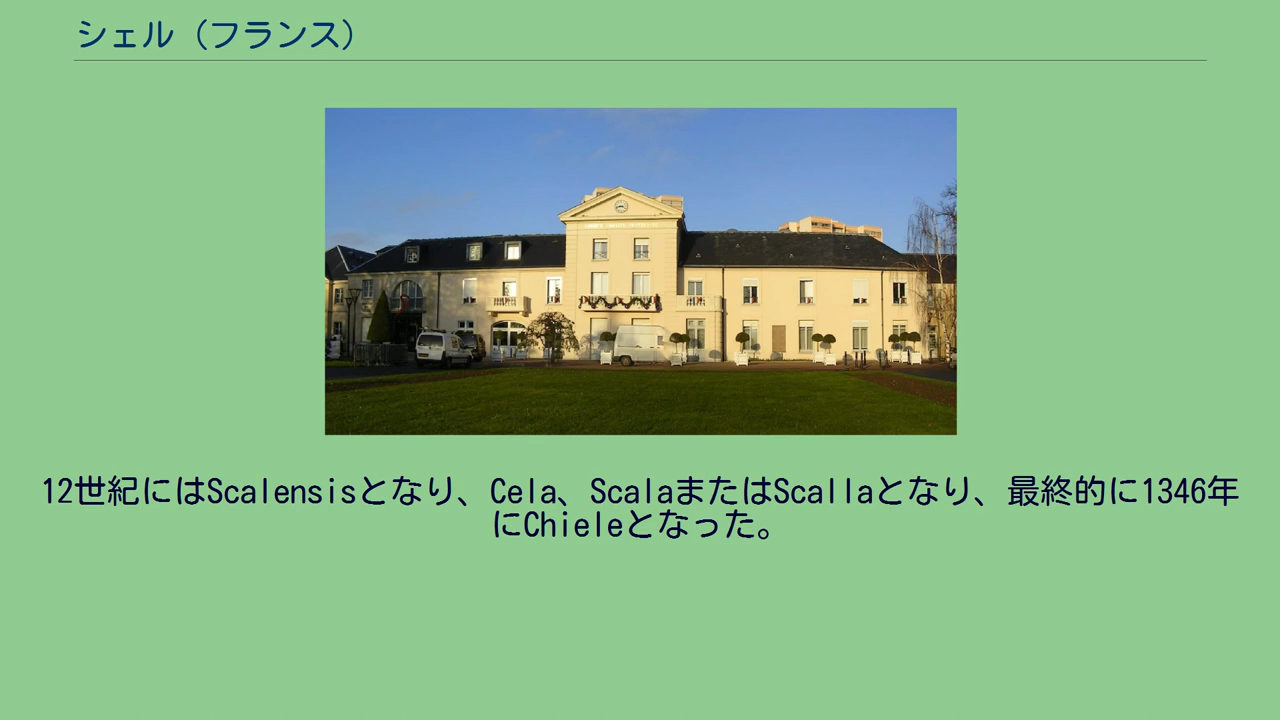 シェル（フランス）
12世紀にはScalensisとなり、Cela、ScalaまたはScallaとなり、最終的に1346年
にChieleとなった。